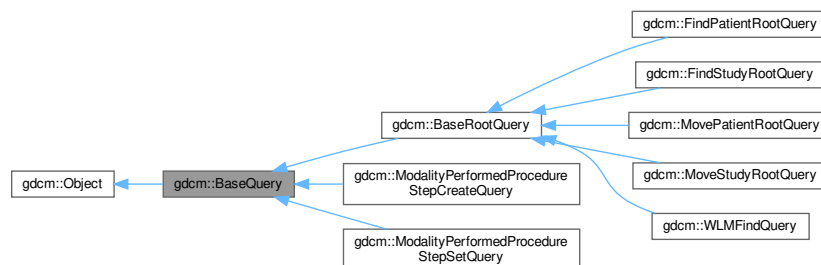 gdcm::Object
gdcm::BaseQuery
gdcm::BaseRootQuery
gdcm::ModalityPerformedProcedure
StepCreateQuery
gdcm::ModalityPerformedProcedure
StepSetQuery
gdcm::FindPatientRootQuery
gdcm::FindStudyRootQuery
gdcm::MovePatientRootQuery
gdcm::MoveStudyRootQuery
gdcm::WLMFindQuery